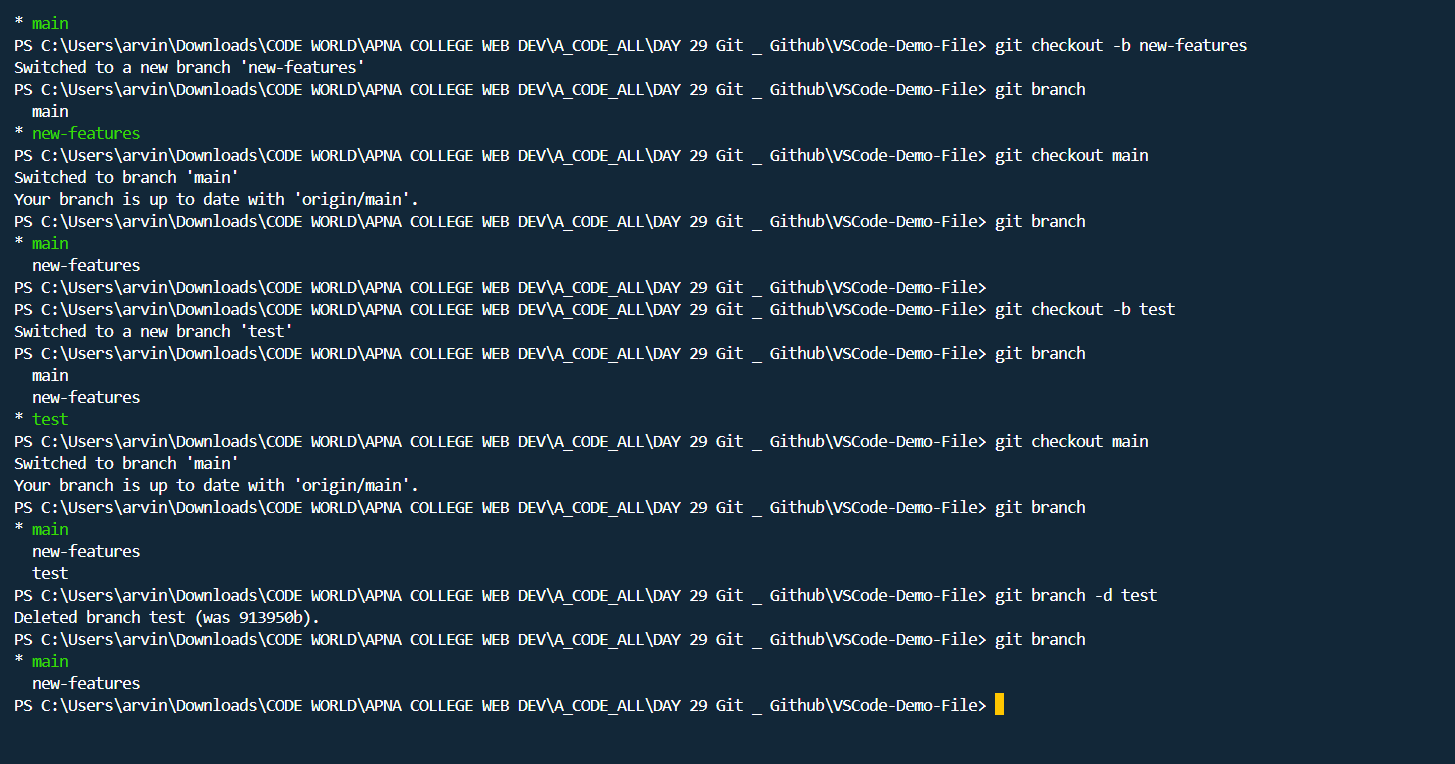 * main
PS C:\Users\arvin\Downloads\CODE WORLD\APNA COLLEGE WEB DEV\A_CODE_ALL\DAY 29 Git _ Github\VSCode-Demo-File> git checkout -b new-features
Switched to a new branch 'new-features'
PS C:\Users\arvin\Downloads\CODE WORLD\APNA COLLEGE WEB DEV\A_CODE_ALL\DAY 29 Git _ Github\VSCode-Demo-File> git branch
  main
* new-features
PS C:\Users\arvin\Downloads\CODE WORLD\APNA COLLEGE WEB DEV\A_CODE_ALL\DAY 29 Git _ Github\VSCode-Demo-File> git checkout main
Switched to branch 'main'
Your branch is up to date with 'origin/main'.
PS C:\Users\arvin\Downloads\CODE WORLD\APNA COLLEGE WEB DEV\A_CODE_ALL\DAY 29 Git _ Github\VSCode-Demo-File> git branch
* main
  new-features
PS C:\Users\arvin\Downloads\CODE WORLD\APNA COLLEGE WEB DEV\A_CODE_ALL\DAY 29 Git _ Github\VSCode-Demo-File>
PS C:\Users\arvin\Downloads\CODE WORLD\APNA COLLEGE WEB DEV\A_CODE_ALL\DAY 29 Git _ Github\VSCode-Demo-File> git checkout -b test
Switched to a new branch 'test'
PS C:\Users\arvin\Downloads\CODE WORLD\APNA COLLEGE WEB DEV\A_CODE_ALL\DAY 29 Git _ Github\VSCode-Demo-File> git branch
  main
  new-features
* test
PS C:\Users\arvin\Downloads\CODE WORLD\APNA COLLEGE WEB DEV\A_CODE_ALL\DAY 29 Git _ Github\VSCode-Demo-File> git checkout main
Switched to branch 'main'
Your branch is up to date with 'origin/main'.
PS C:\Users\arvin\Downloads\CODE WORLD\APNA COLLEGE WEB DEV\A_CODE_ALL\DAY 29 Git _ Github\VSCode-Demo-File> git branch
* main
  new-features
  test
PS C:\Users\arvin\Downloads\CODE WORLD\APNA COLLEGE WEB DEV\A_CODE_ALL\DAY 29 Git _ Github\VSCode-Demo-File> git branch -d test
Deleted branch test (was 913950b).
PS C:\Users\arvin\Downloads\CODE WORLD\APNA COLLEGE WEB DEV\A_CODE_ALL\DAY 29 Git _ Github\VSCode-Demo-File> git branch
* main
  new-features
PS C:\Users\arvin\Downloads\CODE WORLD\APNA COLLEGE WEB DEV\A_CODE_ALL\DAY 29 Git _ Github\VSCode-Demo-File>